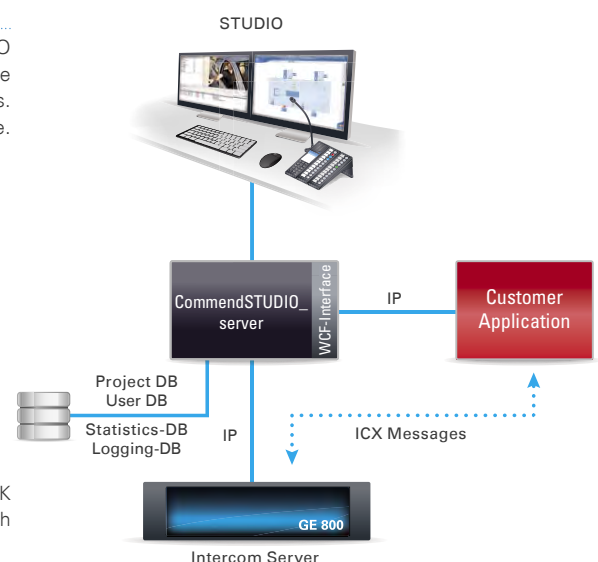 STUDIO
O
e
s.
e.
CommendSTUDIO_
server
WCF-Interface
IP
Customer
Application
Project DB
User DB
Statistics-DB
Logging-DB
IP
ICX Messages
K
h
GE 800
Intercom Server